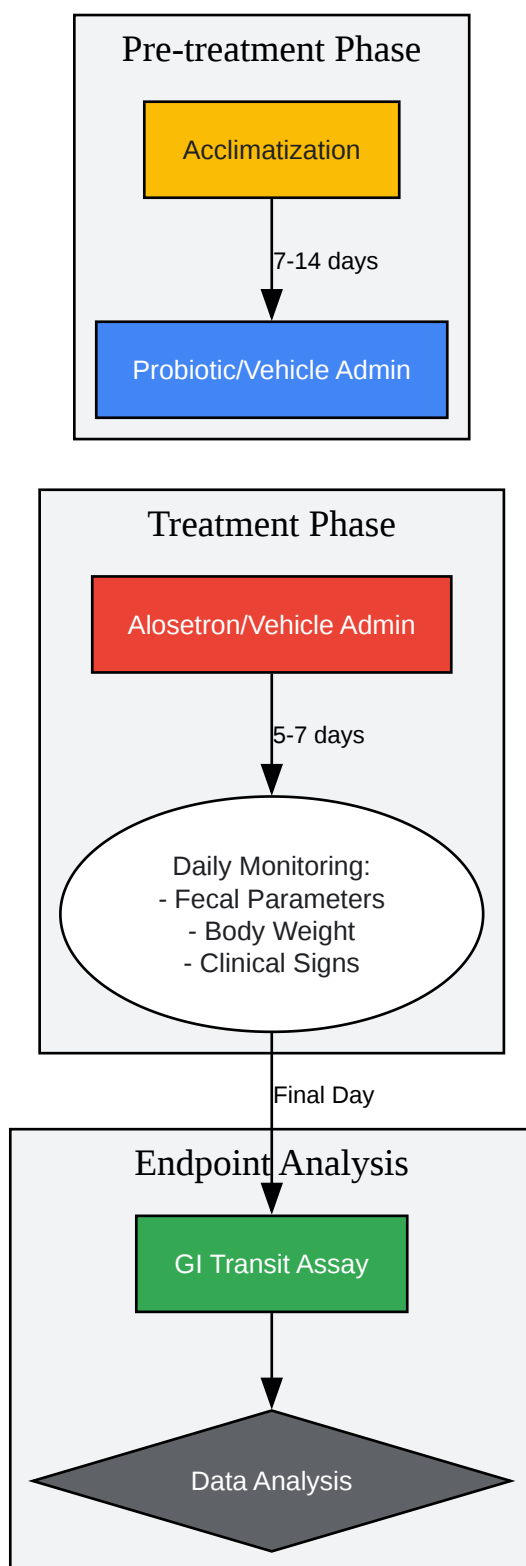 Pre-treatment Phase
Acclimatization
7-14 days
Probiotic/Vehicle Admin
Treatment Phase
Alosetron/Vehicle Admin
5-7 days
Daily Monitoring:
- Fecal Parameters
- Body Weight
- Clinical Signs
Final Day
Endpoint Analysis
GI Transit Assay
Data Analysis